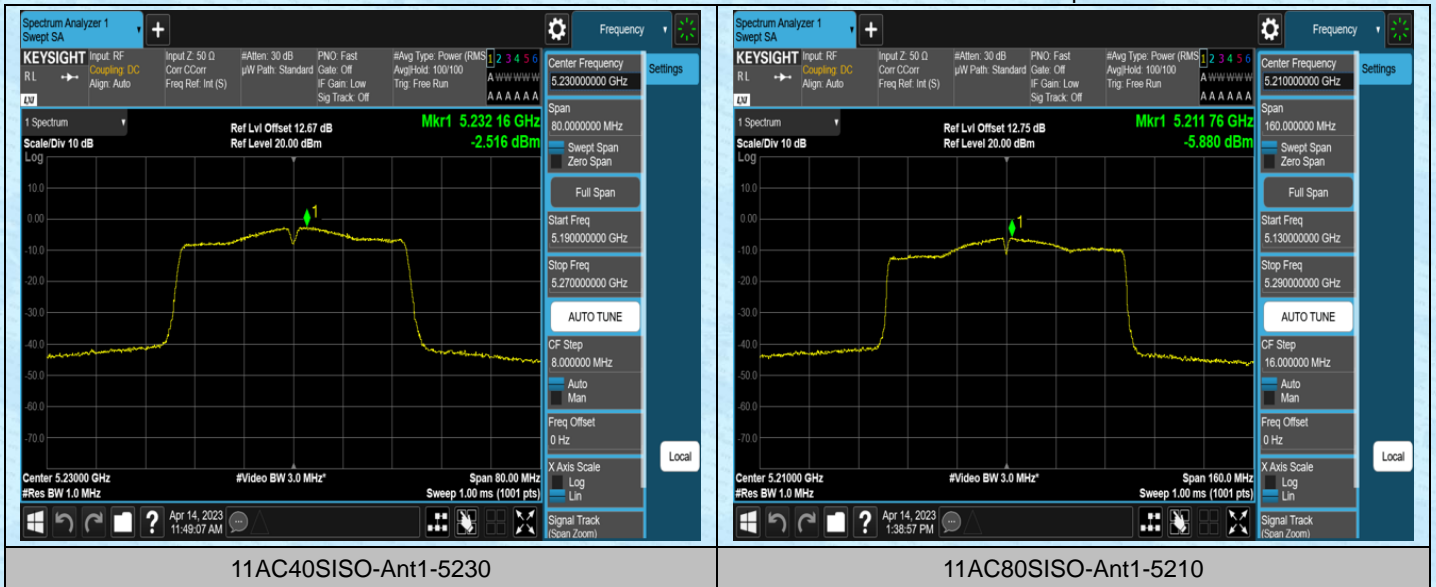 Spectrum Analyzer 1
Swept SA
Frequency
KEYSIGHT
R L
Input: RF
Coupling: DC
Align: Auto
Input Z: 50 Ω
Corr CCorr
Freq Ref: Int (S)
#Atten: 30 dB
µW Path: Standard
PNO: Fast
Gate: Off
IF Gain: Low
Sig Track: Off
#Avg Type: Power (RMS
Avg|Hold: 100/100
Trig: Free Run
1 2 3 4 5 6
A W W W W W
A A A A A A
1 Spectrum
Scale/Div 10 dB
Log
Ref Lvl Offset 12.67 dB
Ref Level 20.00 dBm
Mkr1 5.232 16 GHz
-2.516 dBm
10.0
0.00
-10.0
-20.0
-30.0
-40.0
-50.0
-60.0
-70.0
1
Center 5.23000 GHz
#Res BW 1.0 MHz
#Video BW 3.0 MHz*
Span 80.00 MHz
Sweep 1.00 ms (1001 pts)
Center Frequency
5.230000000 GHz
Settings
Span
80.0000000 MHz
Swept Span
Zero Span
Full Span
Start Freq
5.190000000 GHz
Stop Freq
5.270000000 GHz
AUTO TUNE
CF Step
8.000000 MHz
Auto
Man
Freq Offset
0 Hz
X Axis Scale
Log
Lin
Local
Signal Track
(Span Zoom)
?
Apr 14, 2023
11:49:07 AM
11AC40SISO-Ant1-5230
Spectrum Analyzer 1
Swept SA
Frequency
KEYSIGHT
R L
Input: RF
Coupling: DC
Align: Auto
Input Z: 50 Ω
Corr CCorr
Freq Ref: Int (S)
#Atten: 30 dB
µW Path: Standard
PNO: Fast
Gate: Off
IF Gain: Low
Sig Track: Off
#Avg Type: Power (RMS
Avg|Hold: 100/100
Trig: Free Run
1 2 3 4 5 6
A W W W W W
A A A A A A
1 Spectrum
Scale/Div 10 dB
Log
Ref Lvl Offset 12.75 dB
Ref Level 20.00 dBm
Mkr1 5.211 76 GHz
-5.880 dBm
10.0
0.00
-10.0
-20.0
-30.0
-40.0
-50.0
-60.0
-70.0
1
Center 5.21000 GHz
#Res BW 1.0 MHz
#Video BW 3.0 MHz*
Span 160.0 MHz
Sweep 1.00 ms (1001 pts)
Center Frequency
5.210000000 GHz
Settings
Span
160.000000 MHz
Swept Span
Zero Span
Full Span
Start Freq
5.130000000 GHz
Stop Freq
5.290000000 GHz
AUTO TUNE
CF Step
16.000000 MHz
Auto
Man
Freq Offset
0 Hz
X Axis Scale
Log
Lin
Local
Signal Track
(Span Zoom)
?
Apr 14, 2023
1:38:57 PM
11AC80SISO-Ant1-5210